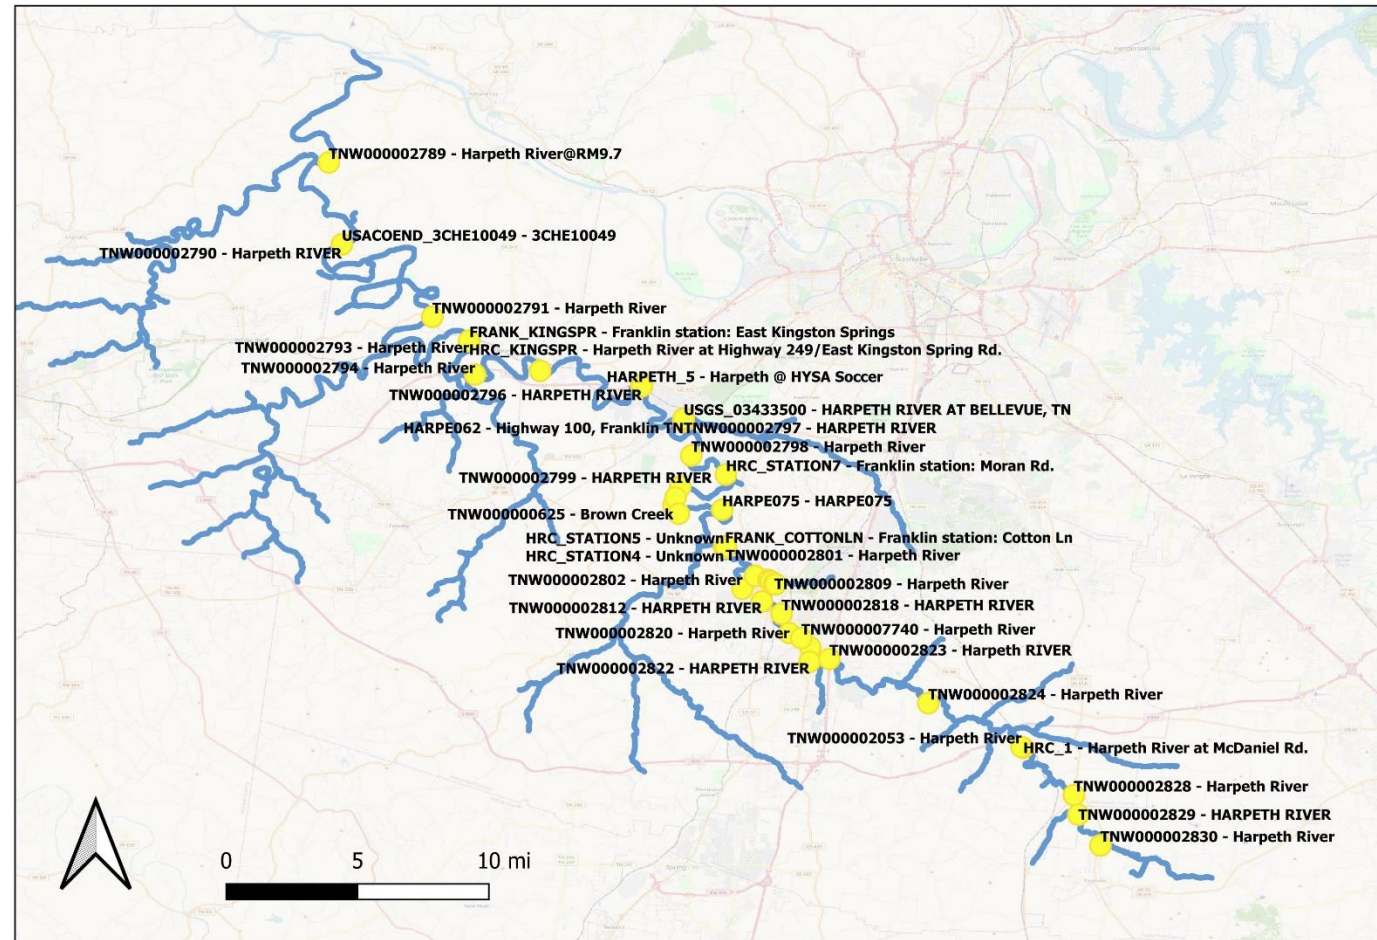 TNW000002789 - Harpeth River@RM9.7
USACOEND_3CHE10049 - 3CHE10049
TNW000002790 - Harpeth RIVER
TNW000002791 - Harpeth River
FRANK_KINGSPR - Franklin station: East Kingston Springs
TNW000002793 - Harpeth River
HRC_KINGSPR - Harpeth River at Highway 249/East Kingston Spring Rd.
TNW000002794 - Harpeth River
HARPETH_5 - Harpeth @ HYSA Soccer
TNW000002796 - HARPETH RIVER
USGS_03433500 - HARPETH RIVER AT BELLEVUE, TN
HARPE062 - Highway 100, Franklin TN
TNW000002797 - HARPETH RIVER
TNW000002798 - Harpeth River
HRC_STATION7 - Franklin station: Moran Rd.
TNW000002799 - HARPETH RIVER
HARPE075 - HARPE075
TNW000000625 - Brown Creek
HRC_STATION5 - Unknown
FRANK_COTTONLN - Franklin station: Cotton Ln
HRC_STATION4 - Unknown
TNW000002801 - Harpeth River
TNW000002802 - Harpeth River
TNW000002809 - Harpeth River
TNW000002812 - HARPETH RIVER
TNW000002818 - HARPETH RIVER
TNW000002820 - Harpeth River
TNW000007740 - Harpeth River
TNW000002823 - Harpeth RIVER
TNW000002822 - HARPETH RIVER
TNW000002824 - Harpeth River
TNW000002053 - Harpeth River
HRC_1 - Harpeth River at McDaniel Rd.
TNW000002828 - Harpeth River
TNW000002829 - HARPETH RIVER
TNW000002830 - Harpeth River
0 5 10 mi